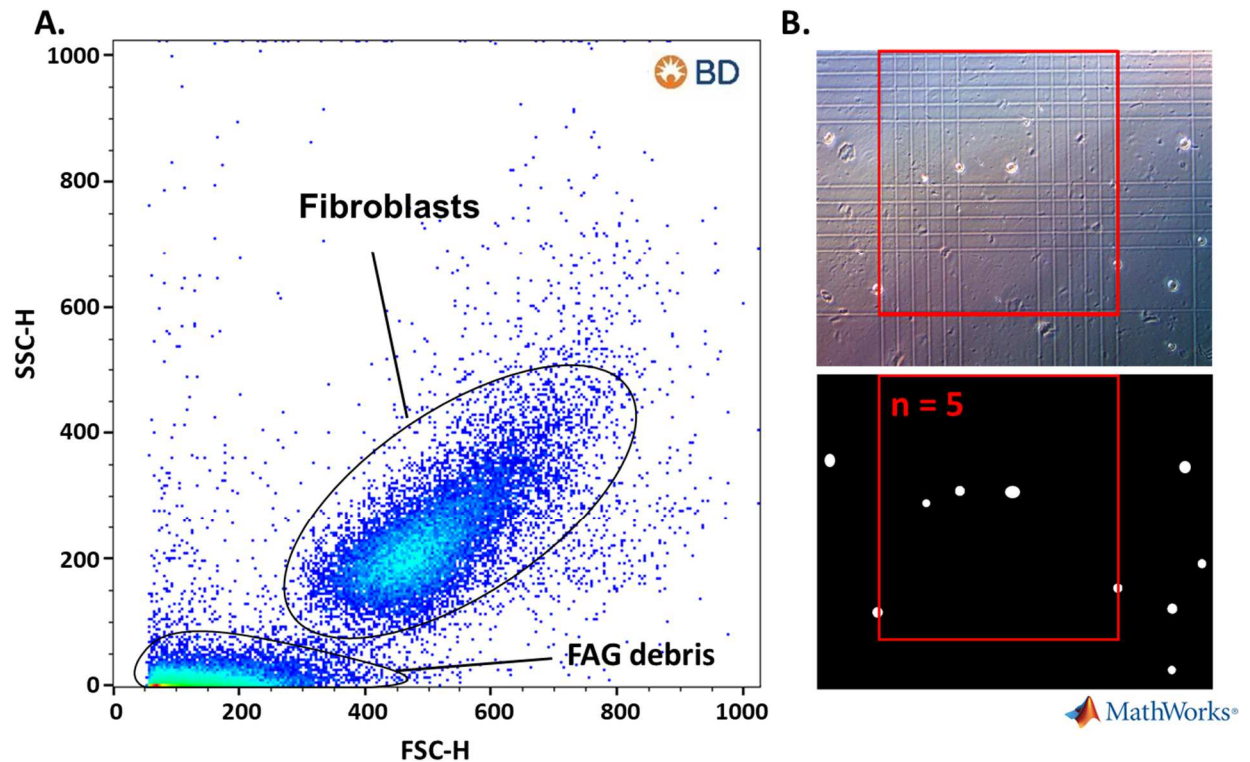 A.
B.
1000
800
600
400
200
0
SSC-H
BD
Fibroblasts
FAG debris
0 200 400 600 800 1000
FSC-H
n = 5
MathWorks®